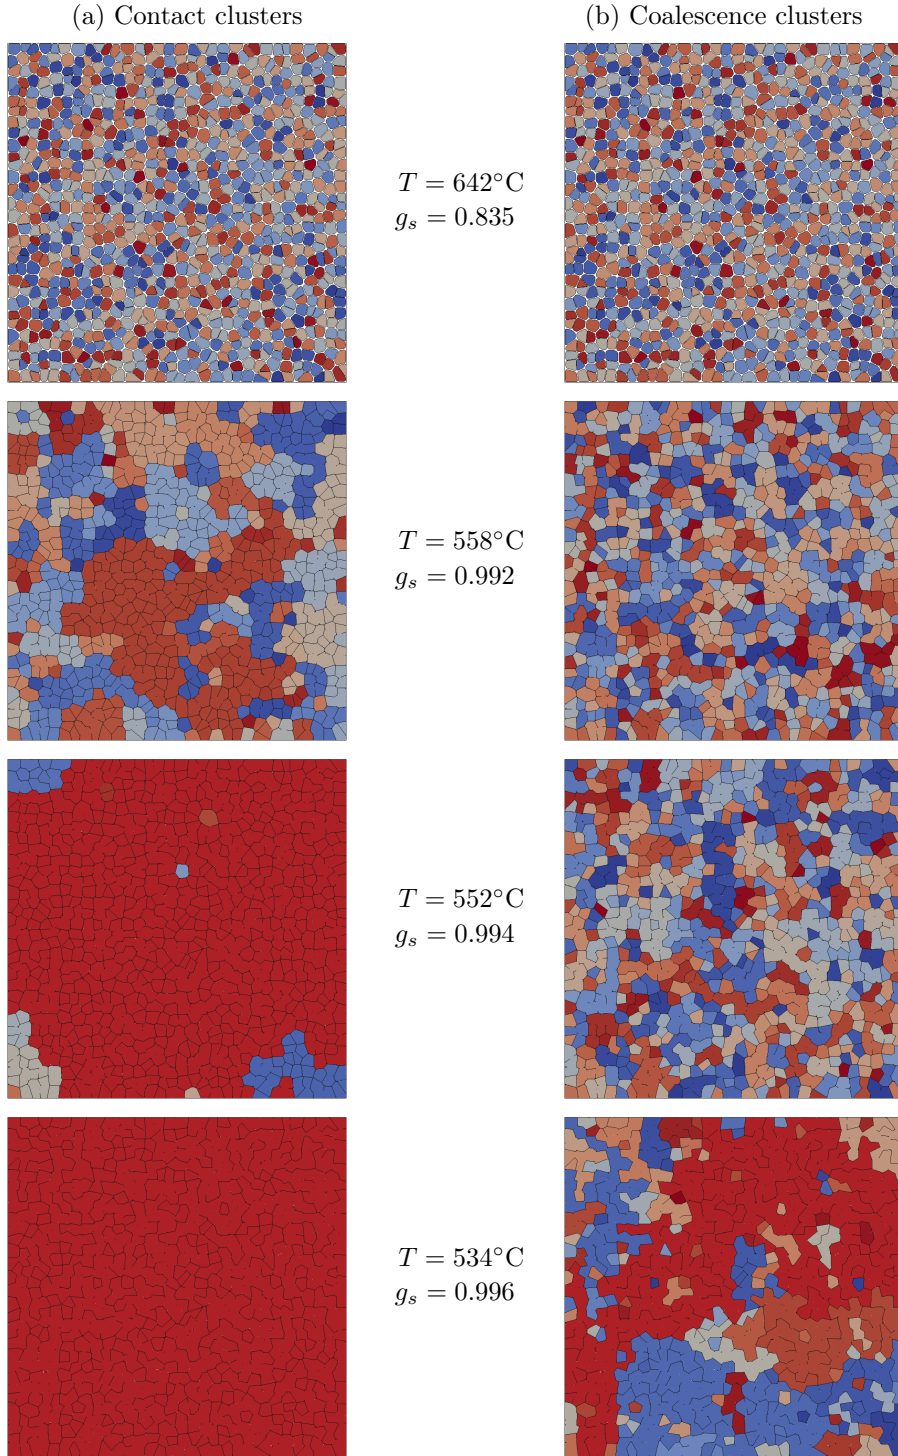 (a) Contact clusters
(b) Coalescence clusters
T = 642°C
g_s = 0.835
T = 558°C
g_s = 0.992
T = 552°C
g_s = 0.994
T = 534°C
g_s = 0.996